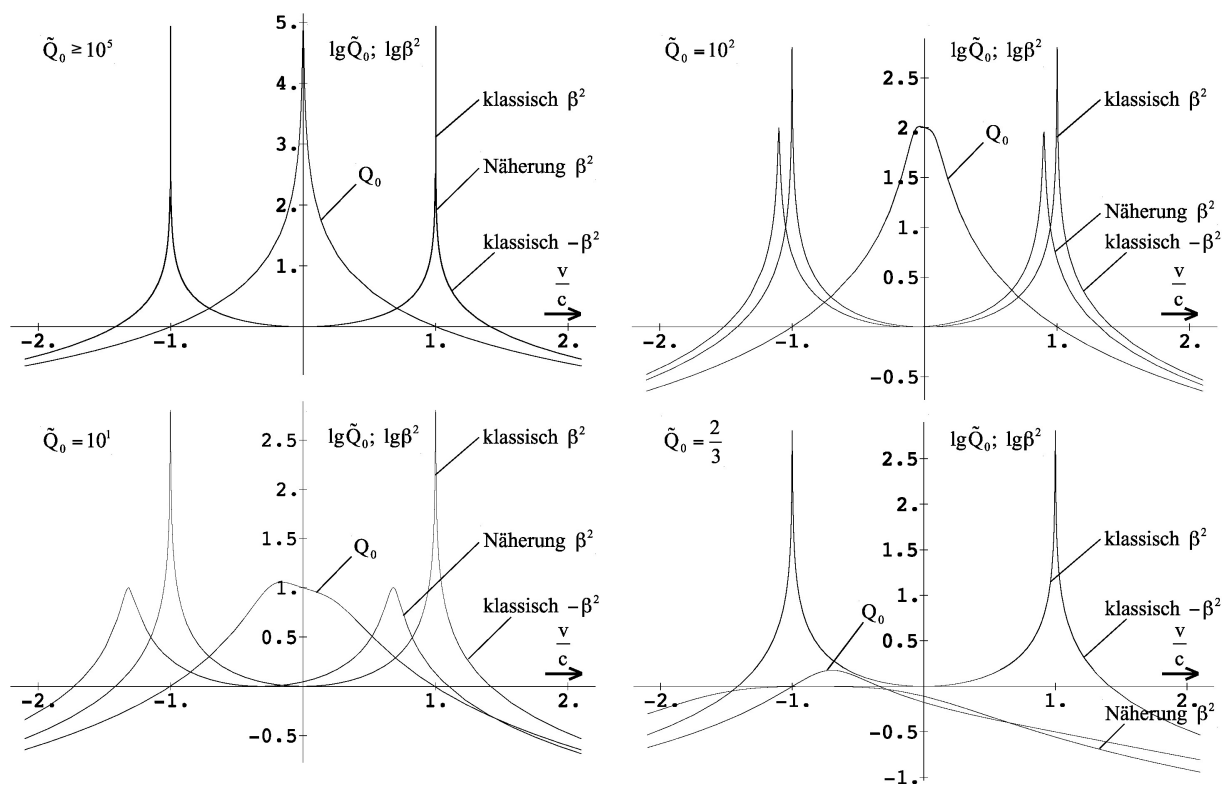 Q̃₀ ≥ 10⁵
lgQ̃₀; lgβ²
5.
4.
3.
2.
1.
klassisch β²
Näherung β²
klassisch -β²
Q₀
v
c
-2.
-1.
1.
2.
Q̃₀ = 10²
lgQ̃₀; lgβ²
2.5
2.
1.5
1.
0.5
-0.5
klassisch β²
Q₀
Näherung β²
klassisch -β²
v
c
-2.
-1.
1.
2.
Q̃₀ = 10¹
lgQ̃₀; lgβ²
2.5
2.
1.5
1.
0.5
-0.5
klassisch β²
Q₀
Näherung β²
klassisch -β²
v
c
-2.
-1.
1.
2.
Q̃₀ = 2/3
lgQ̃₀; lgβ²
2.5
2.
1.5
1.
0.5
-0.5
-1.
klassisch β²
Q₀
klassisch -β²
v
c
-2.
-1.
1.
2.
Näherung β²